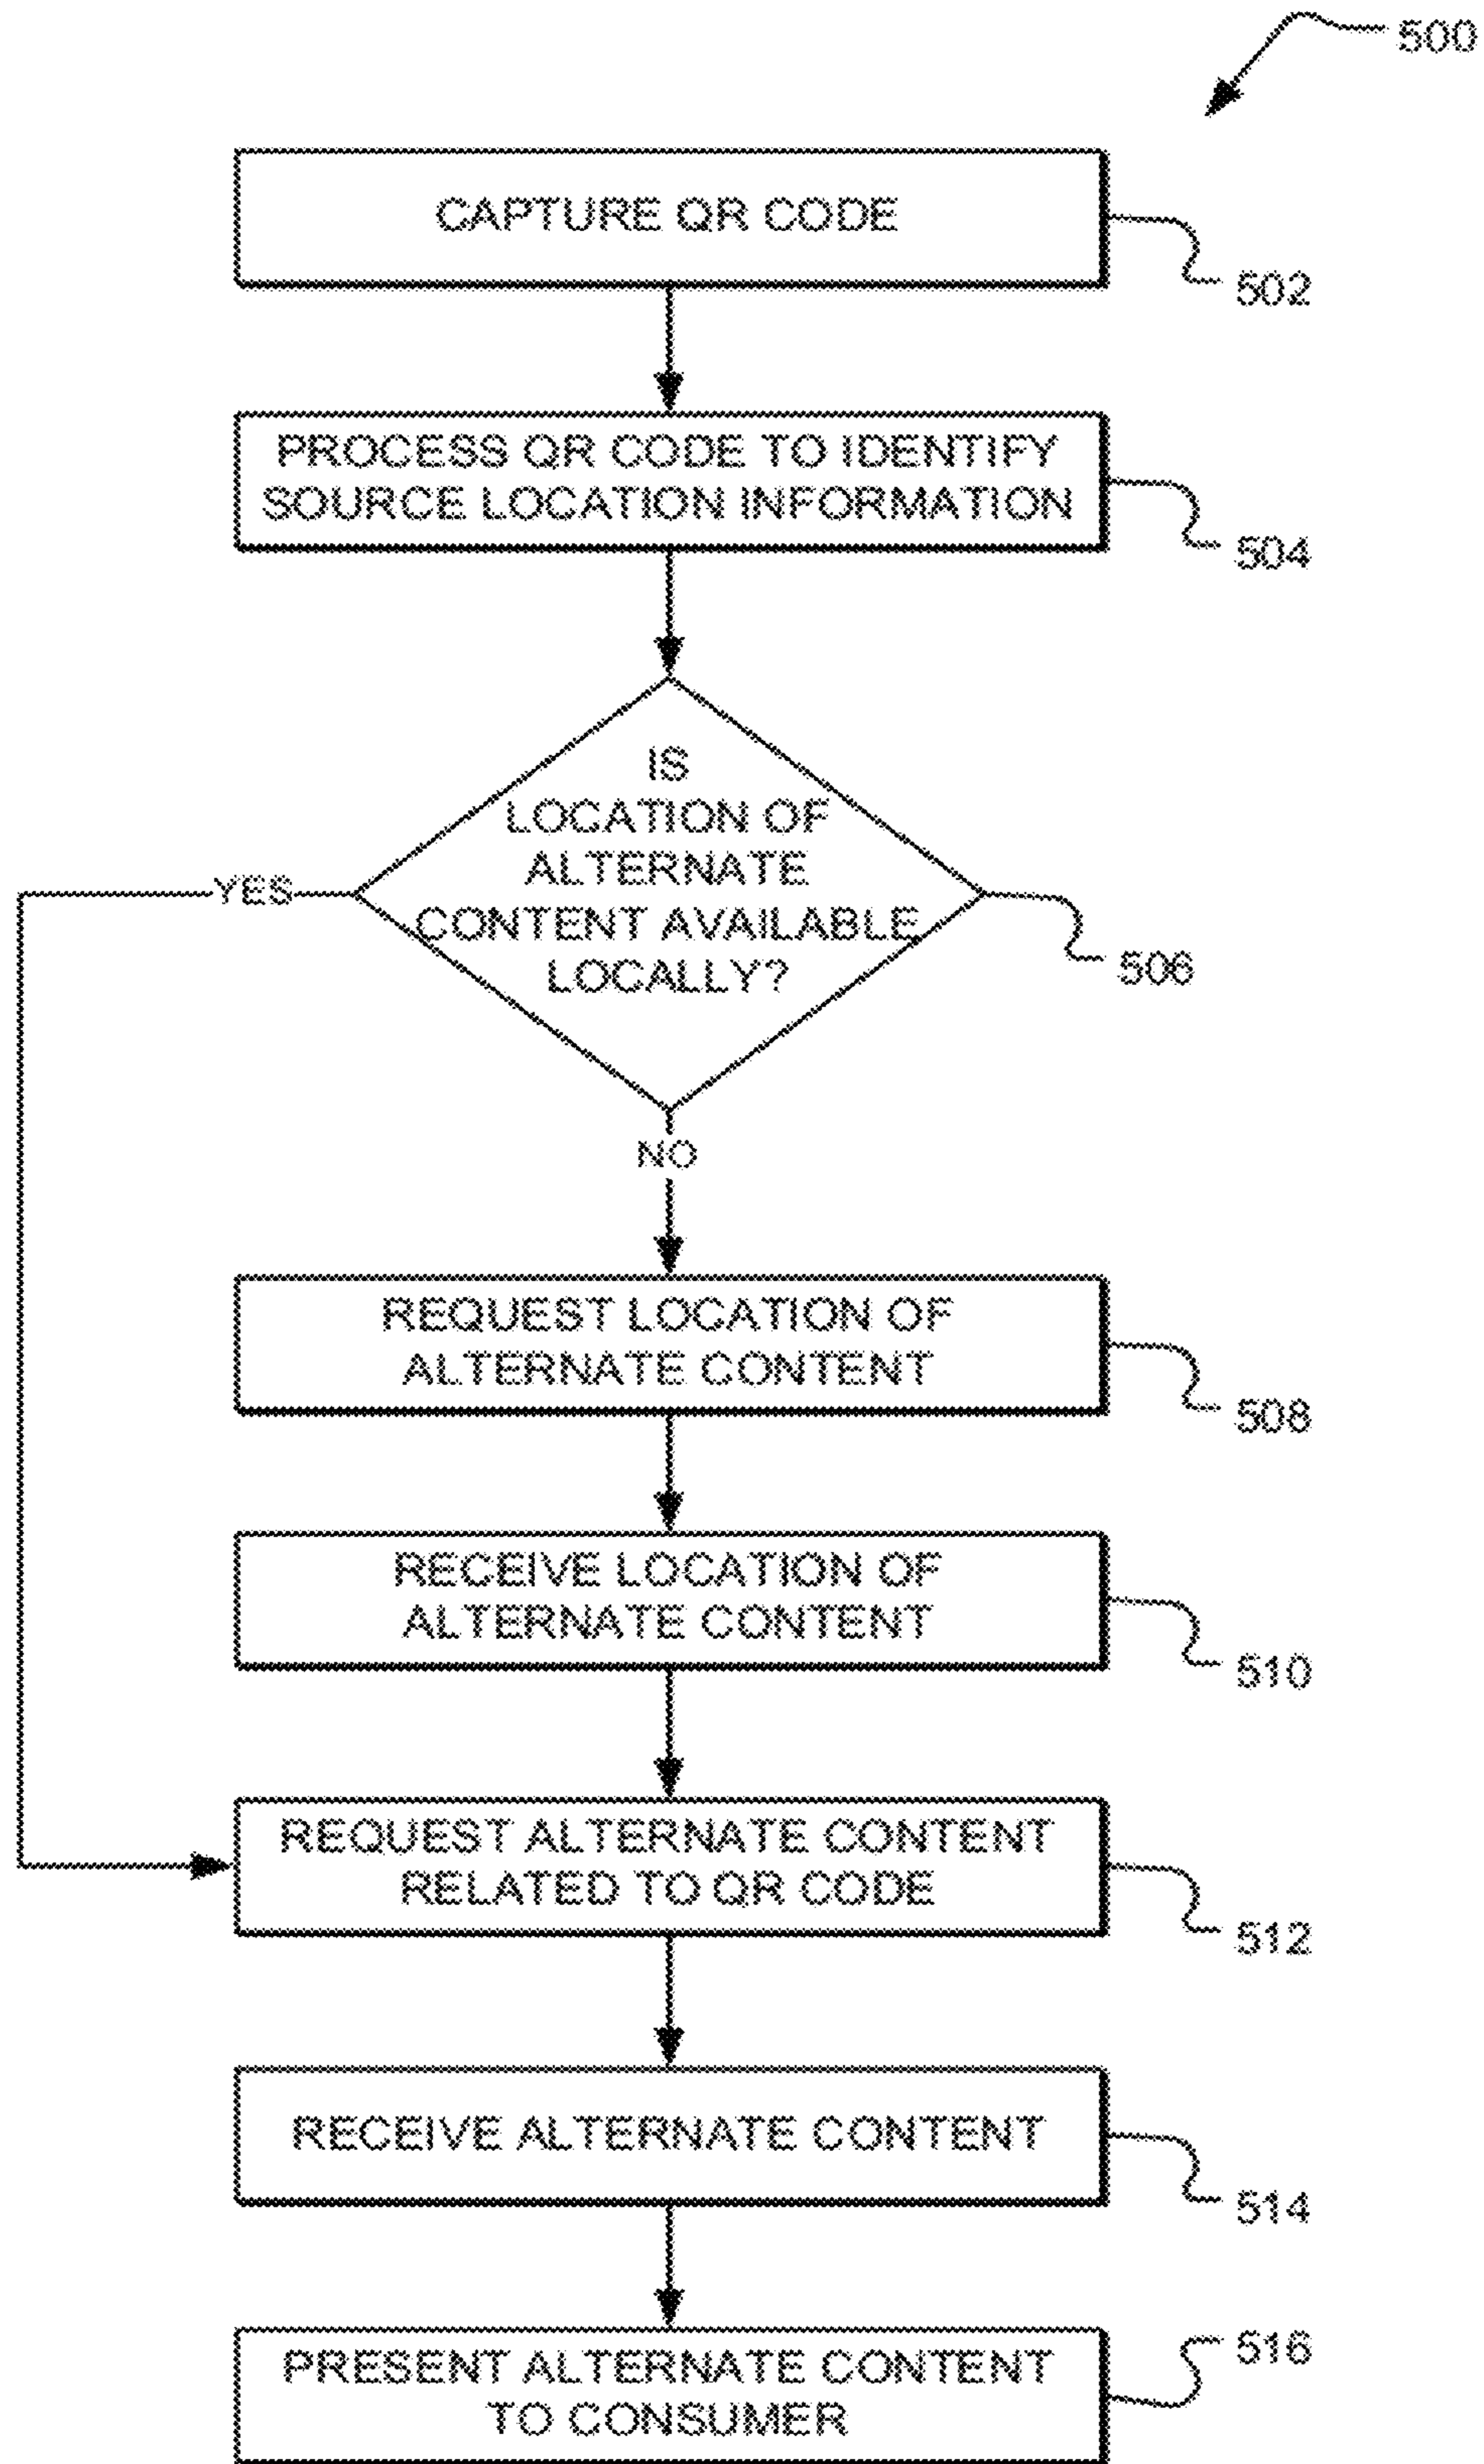 500
CAPTURE QR CODE
502
PROCESS QR CODE TO IDENTIFY
SOURCE LOCATION INFORMATION
504
IS
LOCATION OF
ALTERNATE
CONTENT AVAILABLE
LOCALLY?
YES
506
NO
REQUEST LOCATION OF
ALTERNATE CONTENT
508
RECEIVE LOCATION OF
ALTERNATE CONTENT
510
REQUEST ALTERNATE CONTENT
RELATED TO QR CODE
512
RECEIVE ALTERNATE CONTENT
514
PRESENT ALTERNATE CONTENT
TO CONSUMER
516